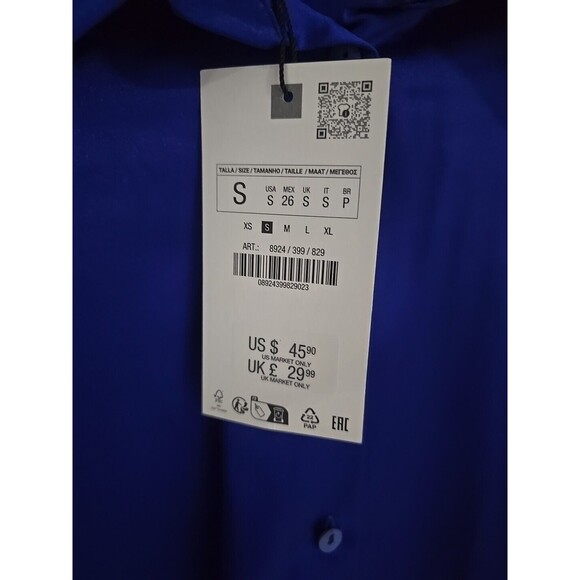 TALLA / SIZE / TAMANHO / TAILLE / MAAT / ΜΕΓΕΘΟΣ
S USA S MEX 26 UK S IT S BR P
XS S M L XL
ART.: 8924 / 399 / 829
08924399829023
US $ 45.90
US MARKET ONLY
UK £ 29.99
UK MARKET ONLY
22
PAP
EAC